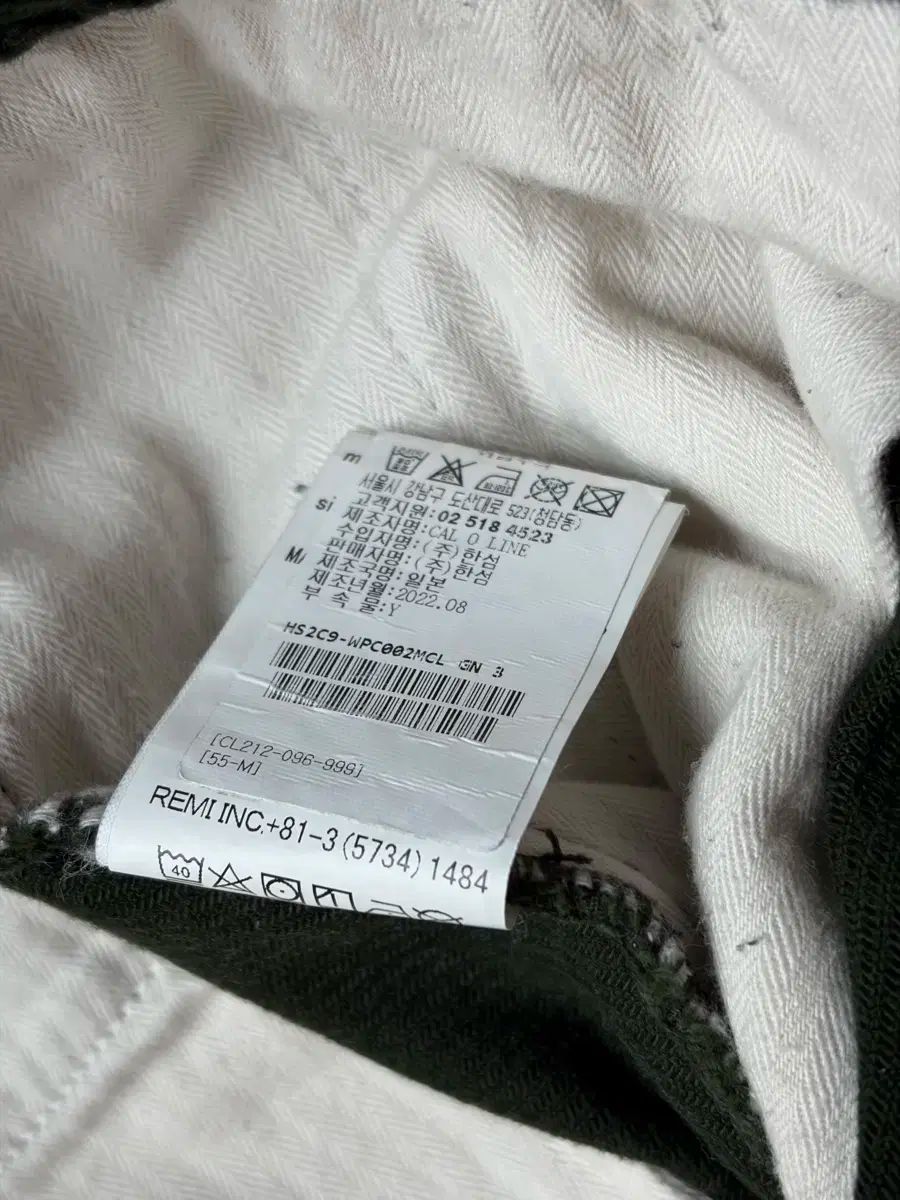 m
서울시 강남구 도산대로 523(청담동)
si 고객지원:02 518 4523
제조자명:CAL O LINE
수입자명:(주)한섬
M/ 판매자명:(주)한섬
제조국명:일본
제조년월:2022.08
부 속 물:Y
HS2C9-WPC002MCL GN 3
[CL212-096-999]
[55-M]
REMI INC.+81-3(5734)1484
40